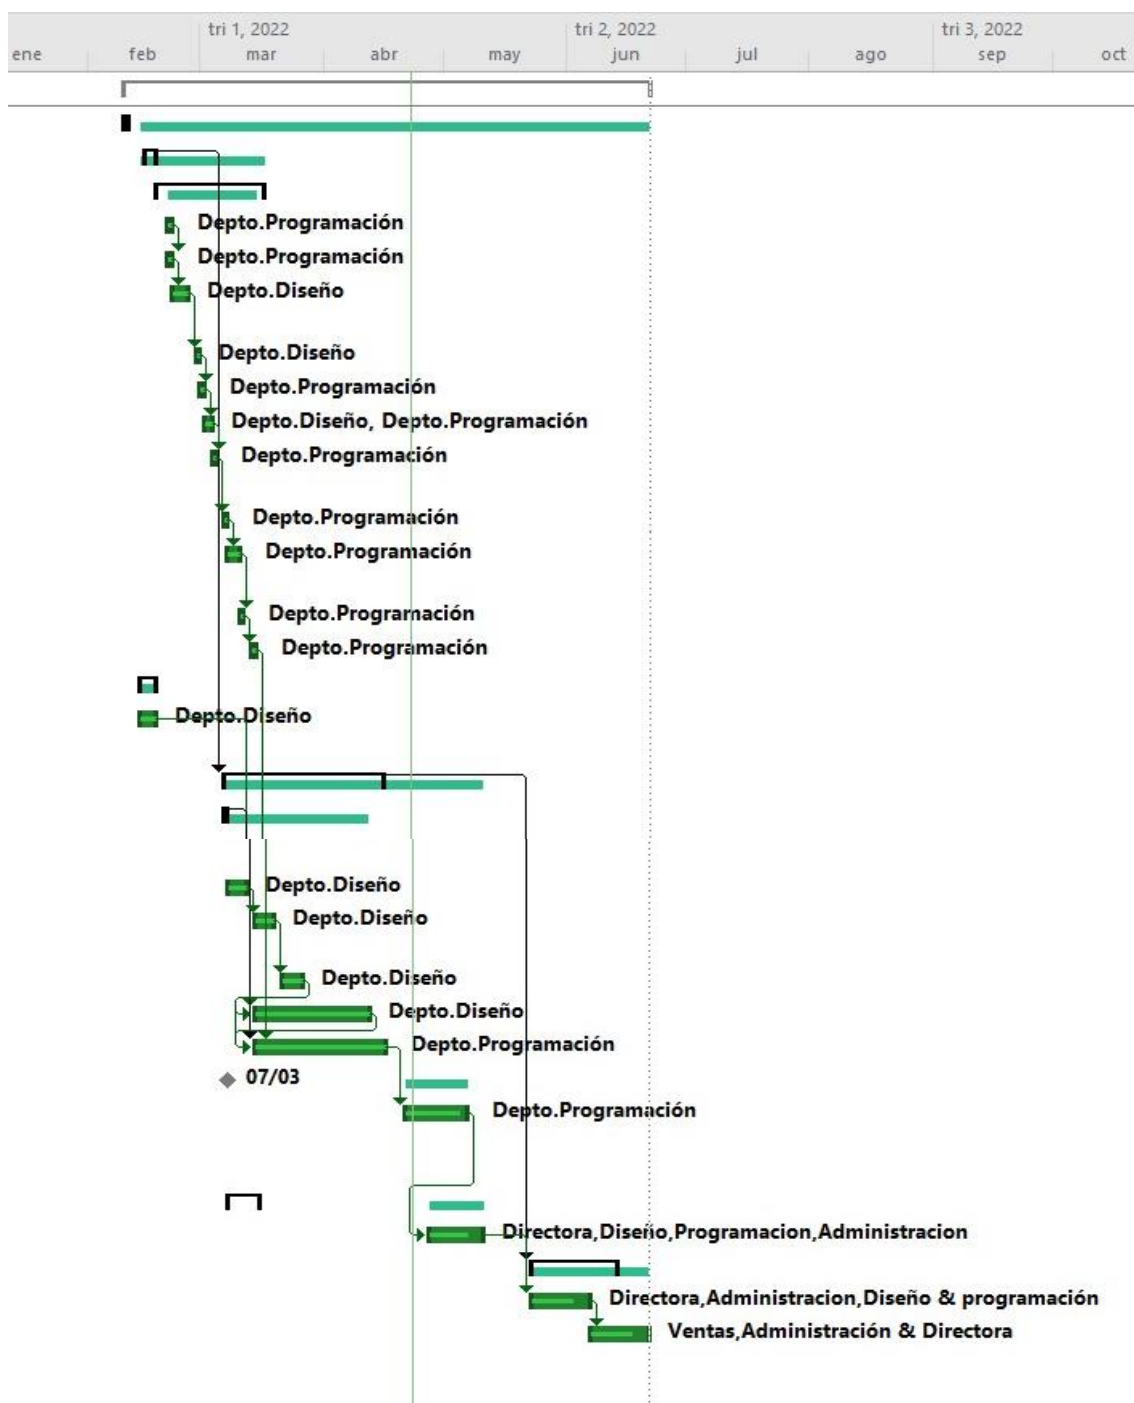 tri 1, 2022 tri 2, 2022 tri 3, 2022
ene feb mar abr may jun jul ago sep oct
Depto.Programación
Depto.Programación
Depto.Diseño
Depto.Diseño
Depto.Programación
Depto.Diseño, Depto.Programación
Depto.Programación
Depto.Programación
Depto.Programación
Depto.Programación
Depto.Programación
Depto.Diseño
Depto.Diseño
Depto.Diseño
Depto.Diseño
Depto.Diseño
Depto.Programación
07/03
Depto.Programación
Directora,Diseño,Programacion,Administracion
Directora,Administracion,Diseño & programación
Ventas,Administración & Directora